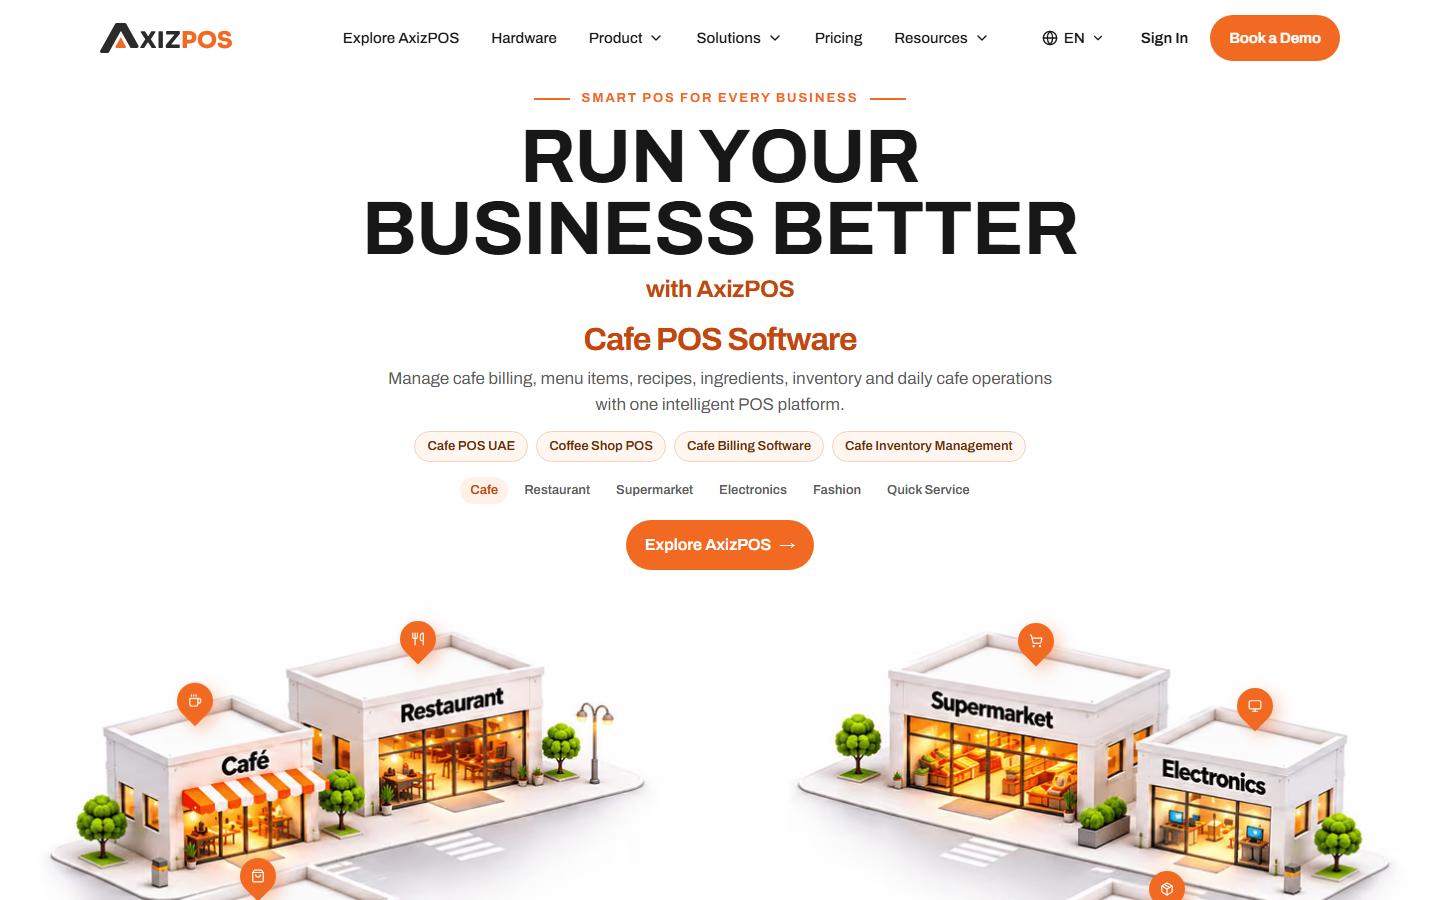 AXIZPOS
Explore AxizPOS
Hardware
Product
Solutions
Pricing
Resources
EN
Sign In
Book a Demo
SMART POS FOR EVERY BUSINESS
RUN YOUR
BUSINESS BETTER
with AxizPOS
Cafe POS Software
Manage cafe billing, menu items, recipes, ingredients, inventory and daily cafe operations
with one intelligent POS platform.
Cafe POS UAE
Coffee Shop POS
Cafe Billing Software
Cafe Inventory Management
Cafe
Restaurant
Supermarket
Electronics
Fashion
Quick Service
Explore AxizPOS →
Restaurant
Supermarket
Café
Electronics